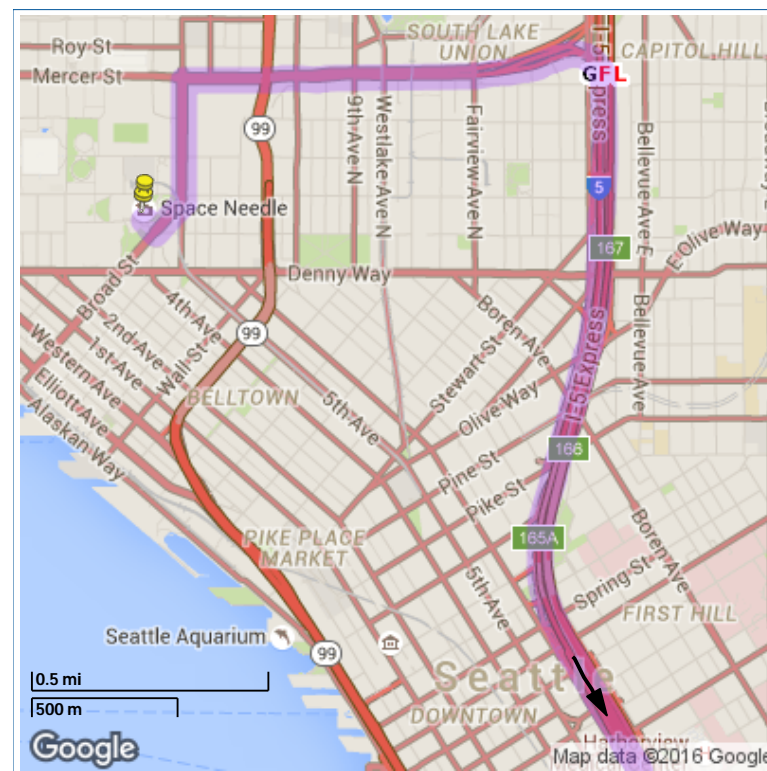 SOUTH LAKE
UNION
Roy St
CAPITOL HILL
Mercer St
GFL
I-5 Express
99
9th Ave N
Westlake Ave N
Fairview Ave N
Bellevue Ave E
5
Space Needle
E Olive Way
167
Denny Way
Broad St
4th Ave
2nd Ave
1st Ave
Western Ave
Elliott Ave
Alaskan Way
Wall St
99
Boren Ave
Bellevue Ave
Stewart St
I-5 Express
BELLTOWN
5th Ave
Olive Way
Pine St
166
Pike St
PIKE PLACE
MARKET
165A
Boren Ave
5th Ave
Spring St
FIRST HILL
Seattle Aquarium
99
Seattle
0.5 mi
500 m
DOWNTOWN
Harborview
Medical Center
Google
Map data ©2016 Google